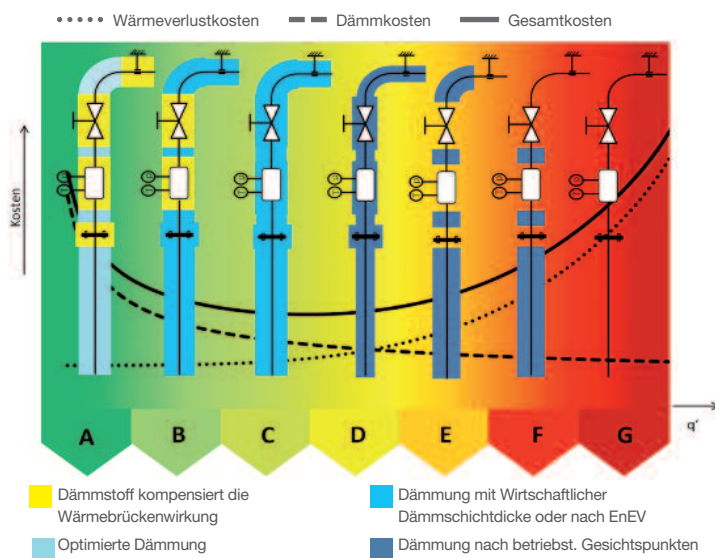 Wärmeverlustkosten Dämmkosten Gesamtkosten
Kosten
A B C D E F G
q'
Dämmstoff kompensiert die
Wärmebrückenwirkung
Optimierte Dämmung
Dämmung mit Wirtschaftlicher
Dämmschichtdicke oder nach EnEV
Dämmung nach betriebst. Gesichtspunkten